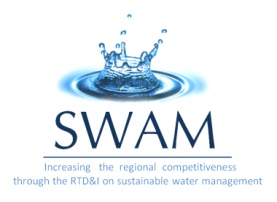 SWAM
Increasing the regional competitiveness
through the RTD&I on sustainable water management